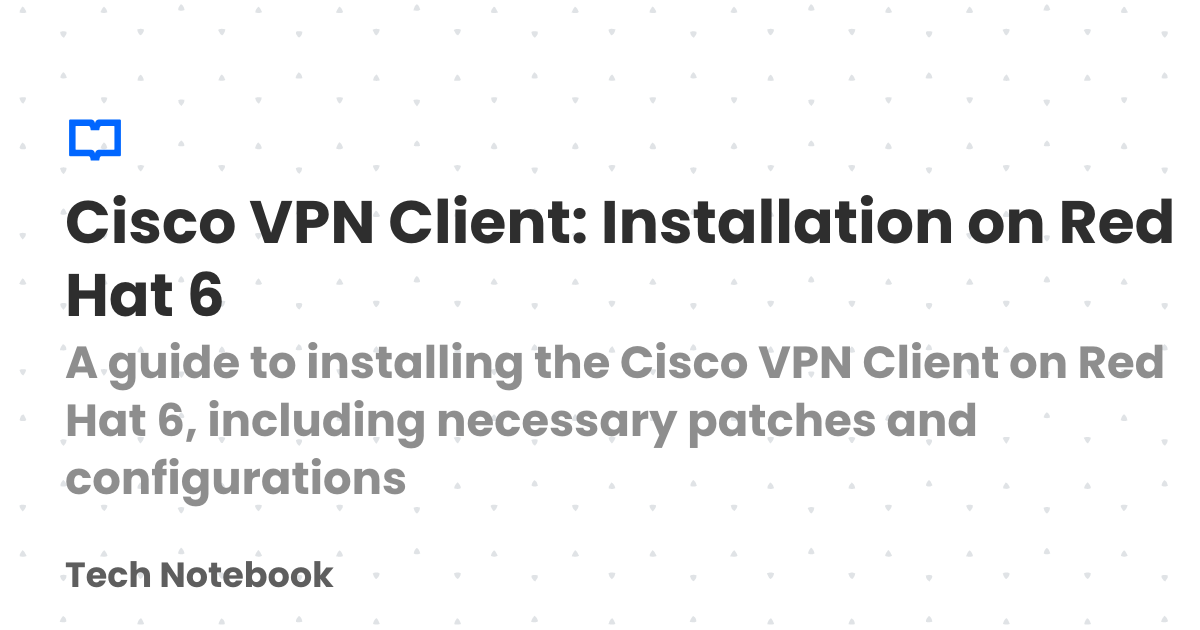 Cisco VPN Client: Installation on Red
Hat 6
A guide to installing the Cisco VPN Client on Red
Hat 6, including necessary patches and
configurations
Tech Notebook